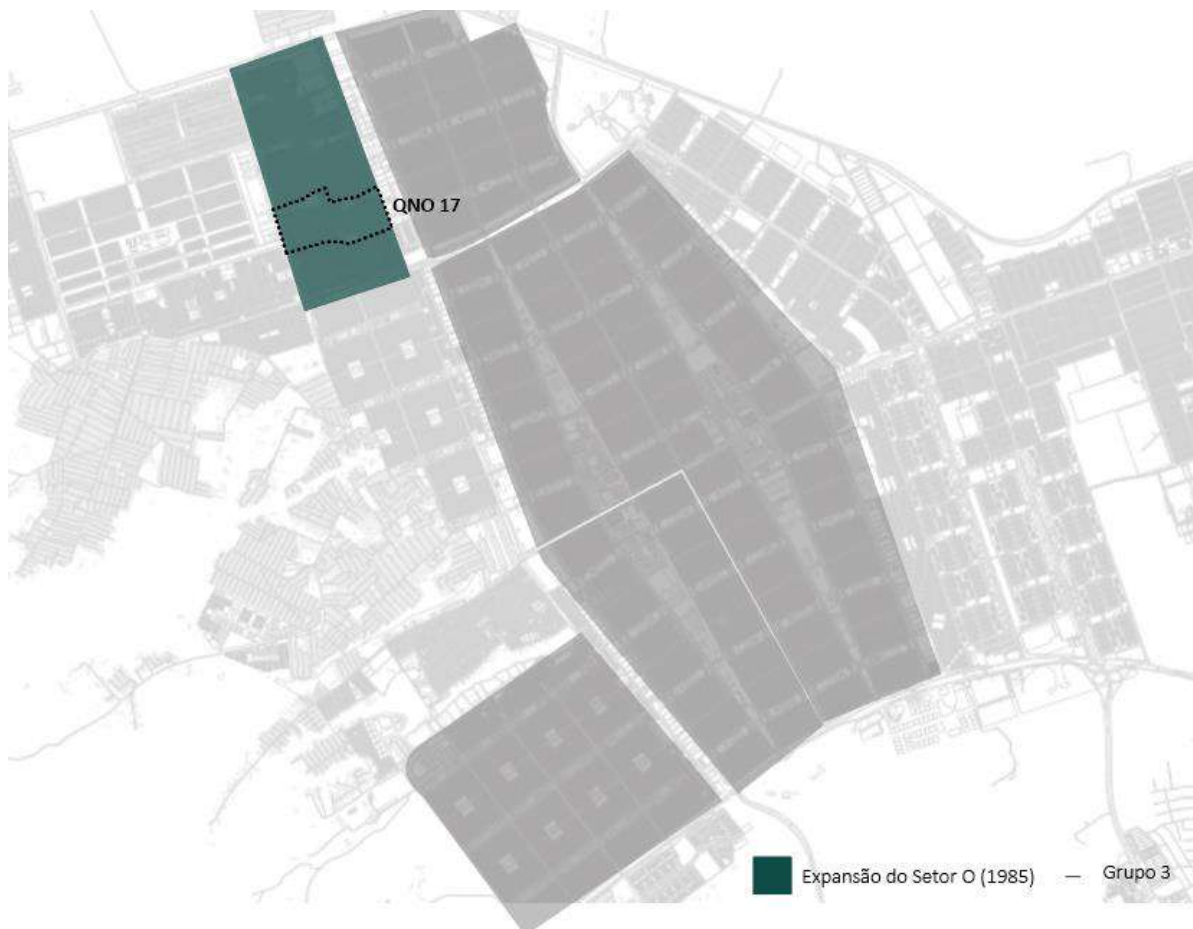 QNO 17
Expansão do Setor O (1985) — Grupo 3